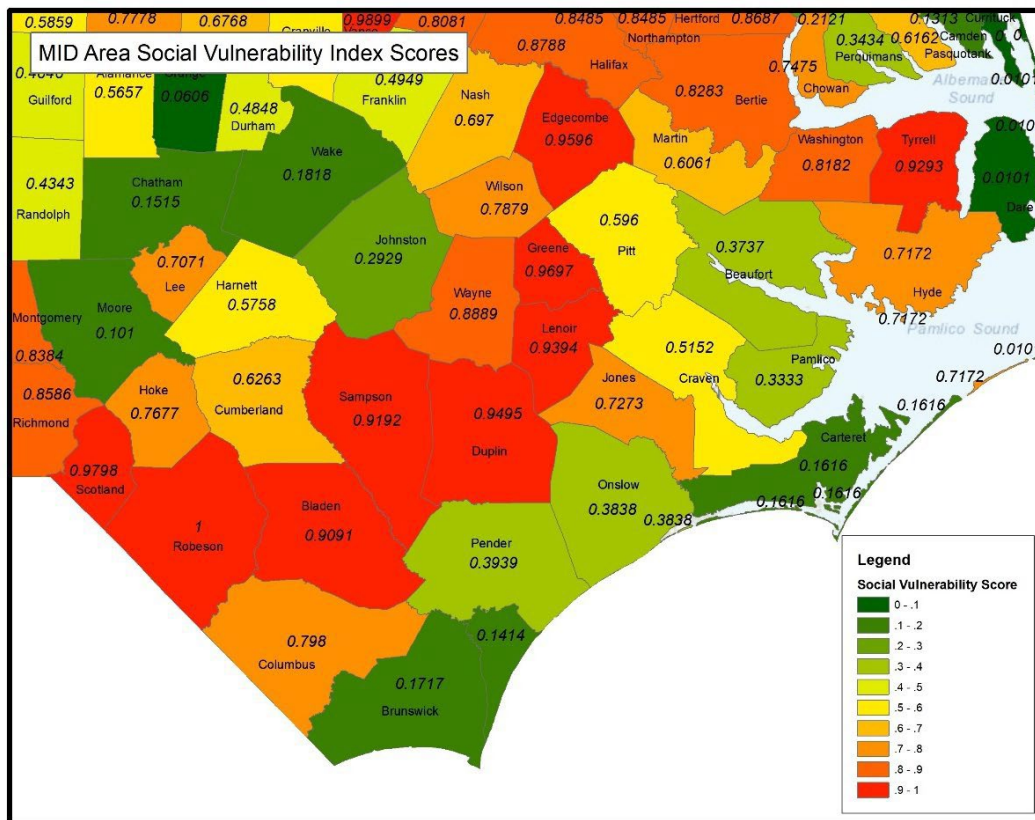 MID Area Social Vulnerability Index Scores
0.5859
0.7778
0.6768
0.9899
0.8081
0.8485
0.8485
Hertford
0.8687
0.2121
0.1313
Currituck
Camden
0.6162
Pasquotank
0.3434
Perquimans
Northampton
0.8788
Halifax
0.7475
Chowan
0.8283
Bertie
Albemarle
Sound
0.0101
Guilford
Alamance
0.5657
0.0606
0.4848
Durham
0.4949
Franklin
Nash
0.697
Edgecombe
0.9596
Martin
0.6061
Washington
0.8182
Tyrrell
0.9293
0.0101
Dare
0.4343
Randolph
Chatham
0.1515
Wake
0.1818
Wilson
0.7879
0.596
Pitt
Johnston
0.2929
Greene
0.9697
0.3737
Beaufort
0.7172
Hyde
0.7172
Pamlico Sound
0.010
0.7071
Lee
Harnett
0.5758
Wayne
0.8889
Lenoir
0.9394
Moore
0.101
Montgomery
0.8384
0.8586
Richmond
Hoke
0.7677
0.6263
Cumberland
Sampson
0.9192
0.9495
Duplin
Jones
0.7273
0.5152
Craven
Pamlico
0.3333
0.7172
0.1616
Carteret
0.1616
0.1616
0.1616
0.9798
Scotland
1
Robeson
Bladen
0.9091
Onslow
0.3838
0.3838
Pender
0.3939
0.798
Columbus
0.1414
0.1717
Brunswick
Legend
Social Vulnerability Score
0 - .1
.1 - .2
.2 - .3
.3 - .4
.4 - .5
.5 - .6
.6 - .7
.7 - .8
.8 - .9
.9 - 1